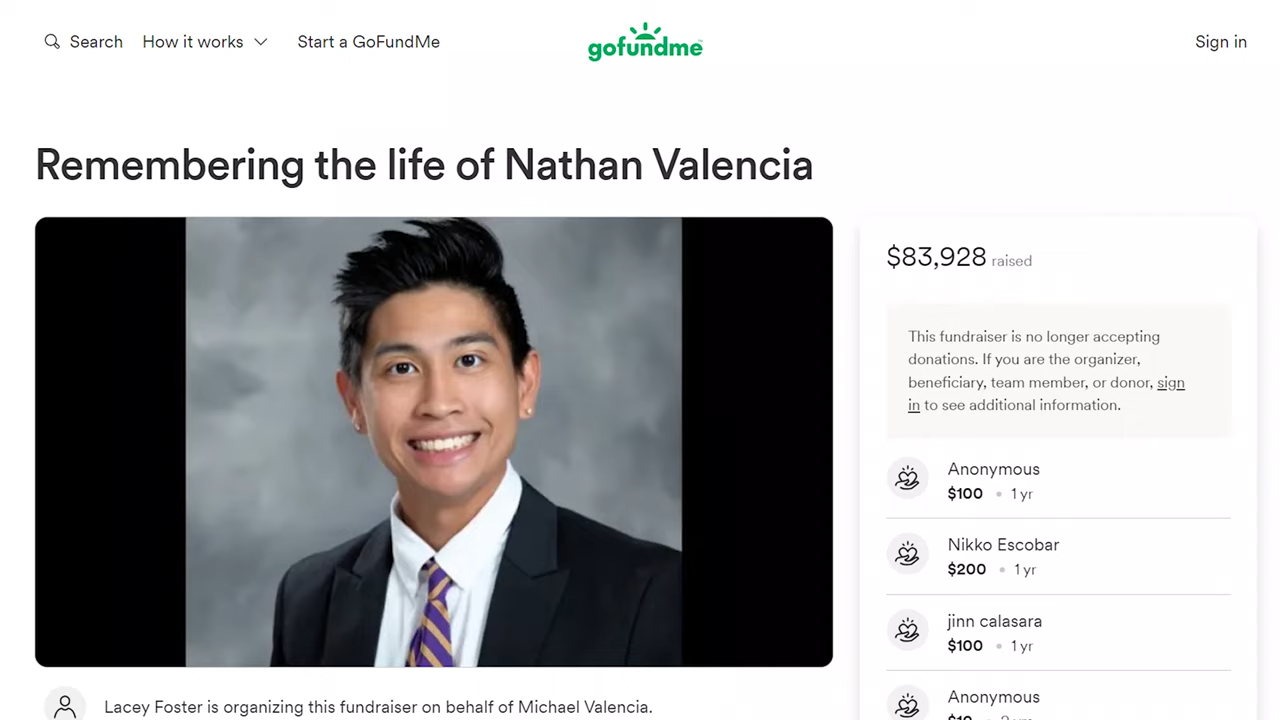 Search How it works Start a GoFundMe gofundme Sign in
Remembering the life of Nathan Valencia
$83,928 raised
This fundraiser is no longer accepting
donations. If you are the organizer,
beneficiary, team member, or donor, sign
in to see additional information.
Anonymous
$100 • 1 yr
Nikko Escobar
$200 • 1 yr
jinn calasara
$100 • 1 yr
Anonymous
Lacey Foster is organizing this fundraiser on behalf of Michael Valencia.